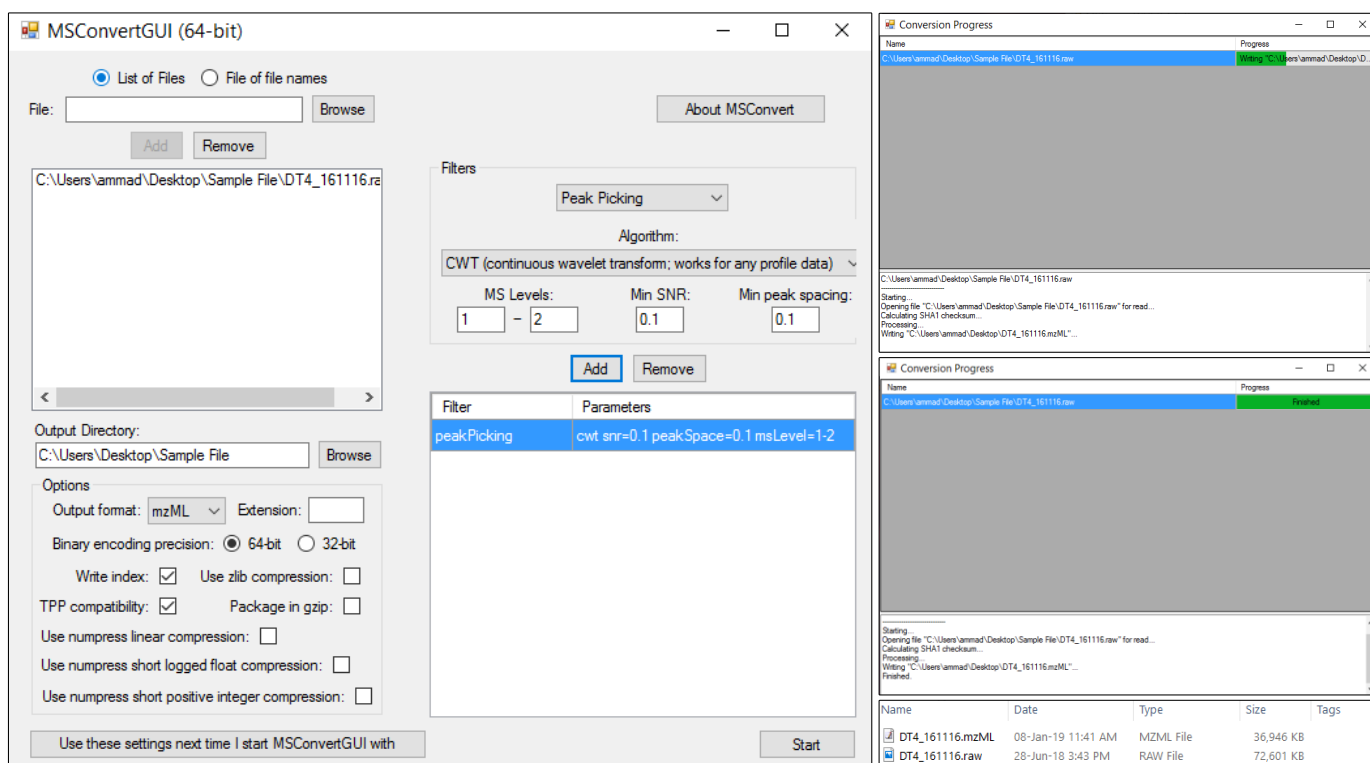 MSConvertGUI (64-bit)
List of Files File of file names
File: Browse
About MSConvert
Add Remove
C:\Users\ammad\Desktop\Sample File\DT4_161116.ra
Output Directory:
C:\Users\Desktop\Sample File Browse
Options
Output format: mzML Extension:
Binary encoding precision: 64-bit 32-bit
Write index: Use zlib compression:
TPP compatibility: Package in gzip:
Use numpress linear compression:
Use numpress short logged float compression:
Use numpress short positive integer compression:
Use these settings next time I start MSConvertGUI with
Filters
Peak Picking
Algorithm:
CWT (continuous wavelet transform; works for any profile data)
MS Levels: Min SNR: Min peak spacing:
1 – 2 0.1 0.1
Add Remove
Filter Parameters
peakPicking cwt snr=0.1 peakSpace=0.1 msLevel=1-2
Start
Conversion Progress
Name Progress
C:\Users\ammad\Desktop\Sample File\DT4_161116.raw Writing "C:\Users\ammad\Desktop\D...
C:\Users\ammad\Desktop\Sample File\DT4_161116.raw
Starting...
Opening file "C:\Users\ammad\Desktop\Sample File\DT4_161116.raw" for read...
Calculating SHA1 checksum...
Processing...
Writing "C:\Users\ammad\Desktop\DT4_161116.mzML"...
Conversion Progress
Name Progress
C:\Users\ammad\Desktop\Sample File\DT4_161116.raw Finished
Starting...
Opening file "C:\Users\ammad\Desktop\Sample File\DT4_161116.raw" for read...
Calculating SHA1 checksum...
Processing...
Writing "C:\Users\ammad\Desktop\DT4_161116.mzML"...
Finished.
Name Date Type Size Tags
DT4_161116.mzML 08-Jan-19 11:41 AM MZML File 36,946 KB
DT4_161116.raw 28-Jun-18 3:43 PM RAW File 72,601 KB